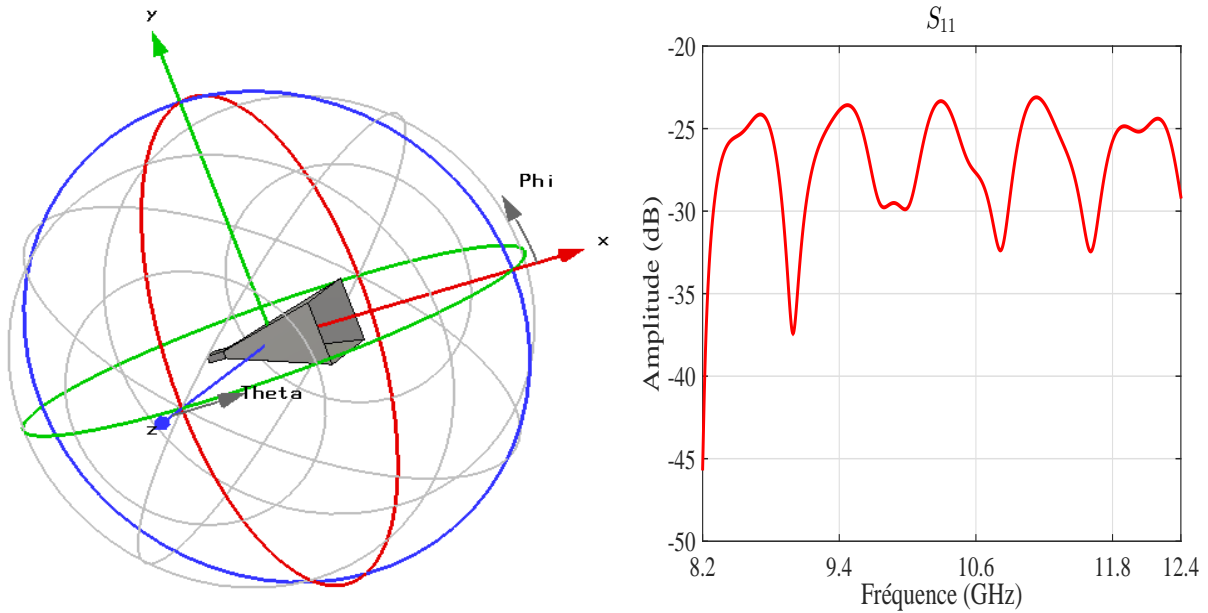 y
Phi
x
Theta
z
S11
-20
-25
-30
-35
-40
-45
-50
Amplitude (dB)
8.2
9.4
10.6
11.8
12.4
Fréquence (GHz)